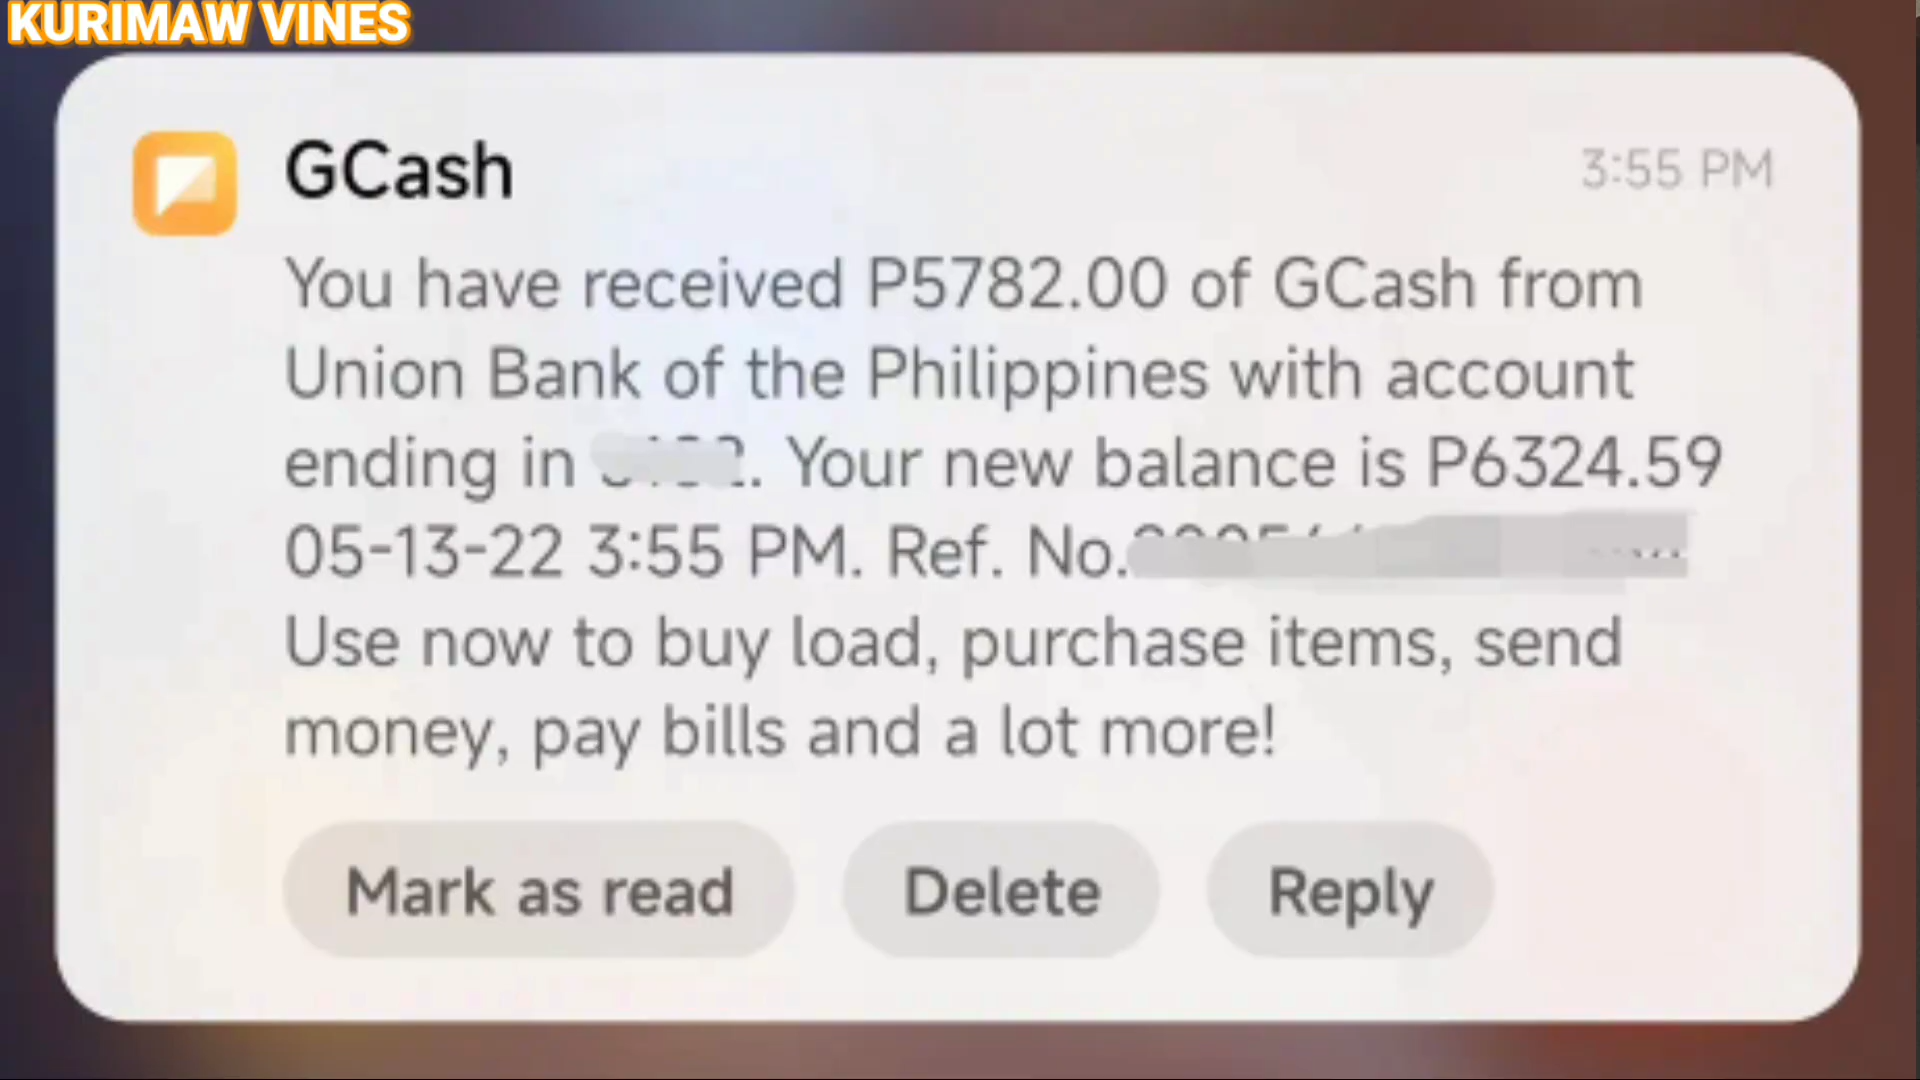 KURIMAW VINES
GCash
3:55 PM
You have received P5782.00 of GCash from
Union Bank of the Philippines with account
ending in . Your new balance is P6324.59
05-13-22 3:55 PM. Ref. No.
Use now to buy load, purchase items, send
money, pay bills and a lot more!
Mark as read
Delete
Reply